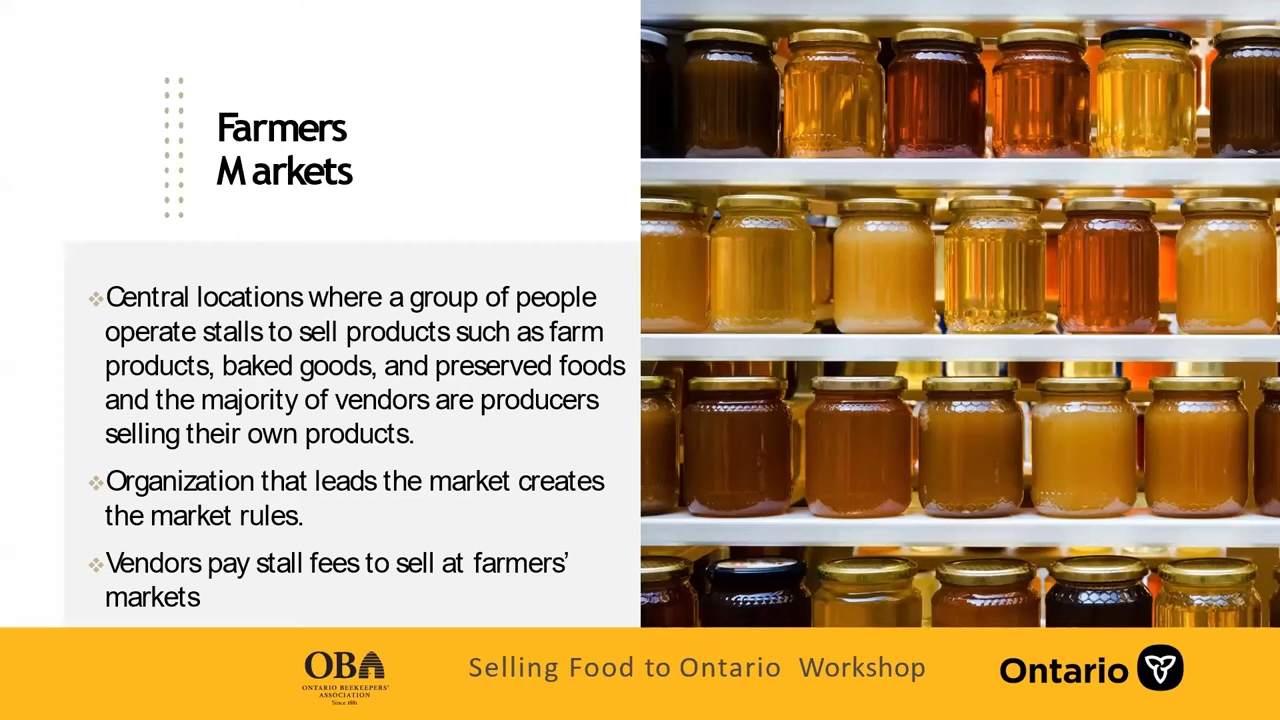 Farmers
Markets
❖Central locations where a group of people
operate stalls to sell products such as farm
products, baked goods, and preserved foods
and the majority of vendors are producers
selling their own products.
❖Organization that leads the market creates
the market rules.
❖Vendors pay stall fees to sell at farmers’
markets
OBA
ONTARIO BEEKEEPERS'
ASSOCIATION
Since 1881
Selling Food to Ontario Workshop
Ontario